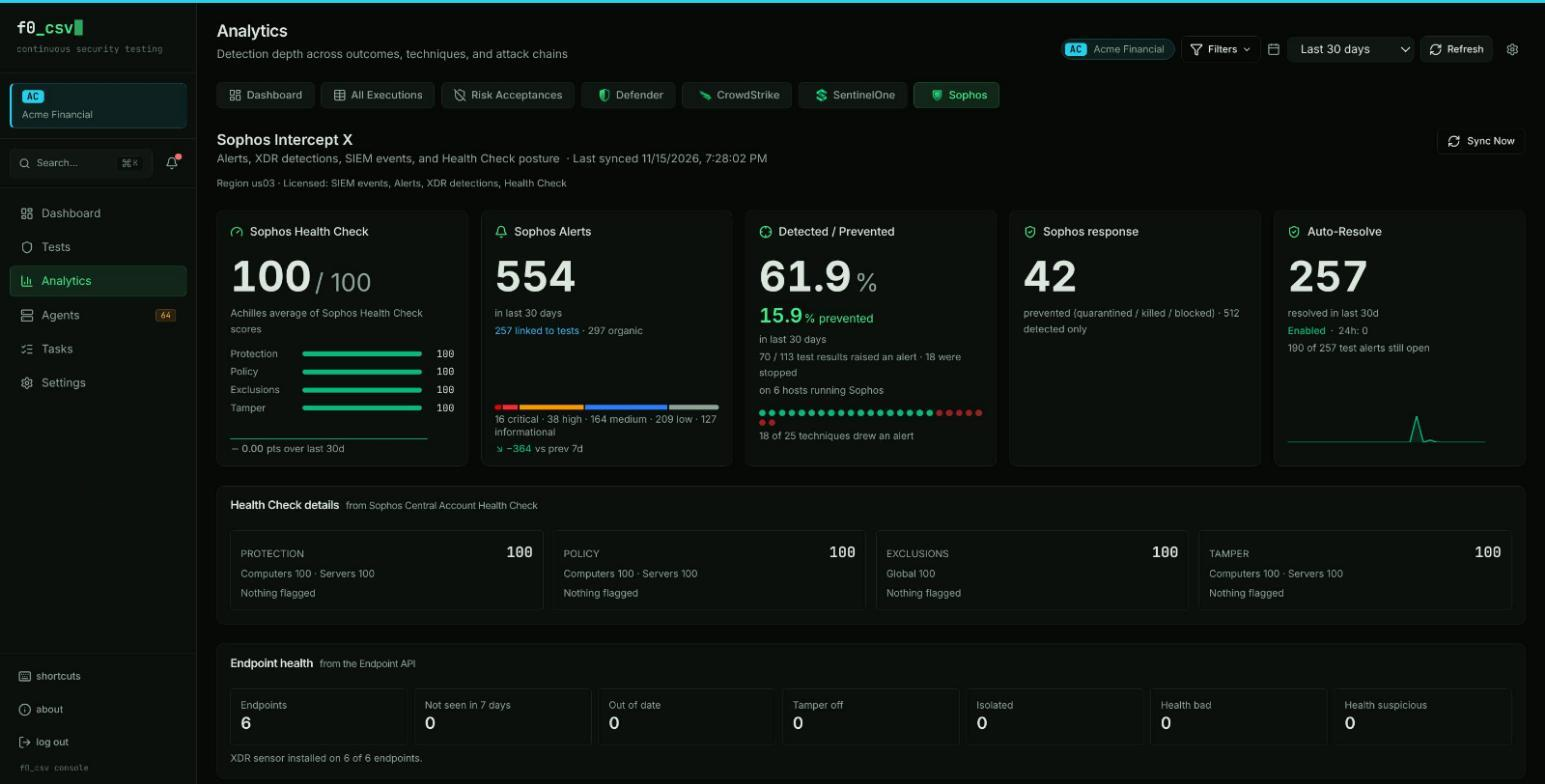 f0_csv
continuous security testing
AC
Acme Financial
Search... ⌘K
Dashboard
Tests
Analytics
Agents 64
Tasks
Settings
shortcuts
about
log out
f0_csv console
Analytics
Detection depth across outcomes, techniques, and attack chains
AC Acme Financial
Filters
Last 30 days
Refresh
Dashboard
All Executions
Risk Acceptances
Defender
CrowdStrike
SentinelOne
Sophos
Sophos Intercept X
Alerts, XDR detections, SIEM events, and Health Check posture · Last synced 11/15/2026, 7:28:02 PM
Sync Now
Region us03 · Licensed: SIEM events, Alerts, XDR detections, Health Check
Sophos Health Check
100 / 100
Achilles average of Sophos Health Check
scores
Protection 100
Policy 100
Exclusions 100
Tamper 100
— 0.00 pts over last 30d
Sophos Alerts
554
in last 30 days
257 linked to tests · 297 organic
16 critical · 38 high · 164 medium · 209 low · 127
informational
↘ −364 vs prev 7d
Detected / Prevented
61.9 %
15.9 % prevented
in last 30 days
70 / 113 test results raised an alert · 18 were
stopped
on 6 hosts running Sophos
18 of 25 techniques drew an alert
Sophos response
42
prevented (quarantined / killed / blocked) · 512
detected only
Auto-Resolve
257
resolved in last 30d
Enabled · 24h: 0
190 of 257 test alerts still open
Health Check details from Sophos Central Account Health Check
PROTECTION 100
Computers 100 · Servers 100
Nothing flagged
POLICY 100
Computers 100 · Servers 100
Nothing flagged
EXCLUSIONS 100
Global 100
Nothing flagged
TAMPER 100
Computers 100 · Servers 100
Nothing flagged
Endpoint health from the Endpoint API
Endpoints
6
Not seen in 7 days
0
Out of date
0
Tamper off
0
Isolated
0
Health bad
0
Health suspicious
0
XDR sensor installed on 6 of 6 endpoints.